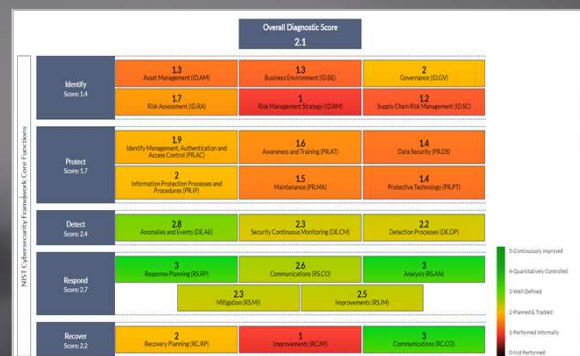 Overall Diagnostic Score
2.1
NIST Cybersecurity Framework Core Functions
Identify
Score: 1.4
1.3
Asset Management (ID.AM)
1.3
Business Environment (ID.BE)
2
Governance (ID.GV)
1.7
Risk Assessment (ID.RA)
1
Risk Management Strategy (ID.RM)
1.2
Supply Chain Risk Management (ID.SC)
Protect
Score: 1.7
1.9
Identify Management, Authentication and
Access Control (PR.AC)
1.6
Awareness and Training (PR.AT)
1.4
Data Security (PR.DS)
2
Information Protection Processes and
Procedures (PR.IP)
1.5
Maintenance (PR.MA)
1.4
Protective Technology (PR.PT)
Detect
Score: 2.4
2.8
Anomalies and Events (DE.AE)
2.3
Security Continuous Monitoring (DE.CM)
2.2
Detection Processes (DE.DP)
Respond
Score: 2.7
3
Response Planning (RS.RP)
2.6
Communications (RS.CO)
3
Analysis (RS.AN)
2.3
Mitigation (RS.MI)
2.5
Improvements (RS.IM)
Recover
Score: 2.2
2
Recovery Planning (RC.RP)
1
Improvements (RC.IM)
3
Communications (RC.CO)
5-Continuously Improved
4-Quantitatively Controlled
3-Well-Defined
2-Planned & Tracked
1-Performed Informally
0-Not Performed